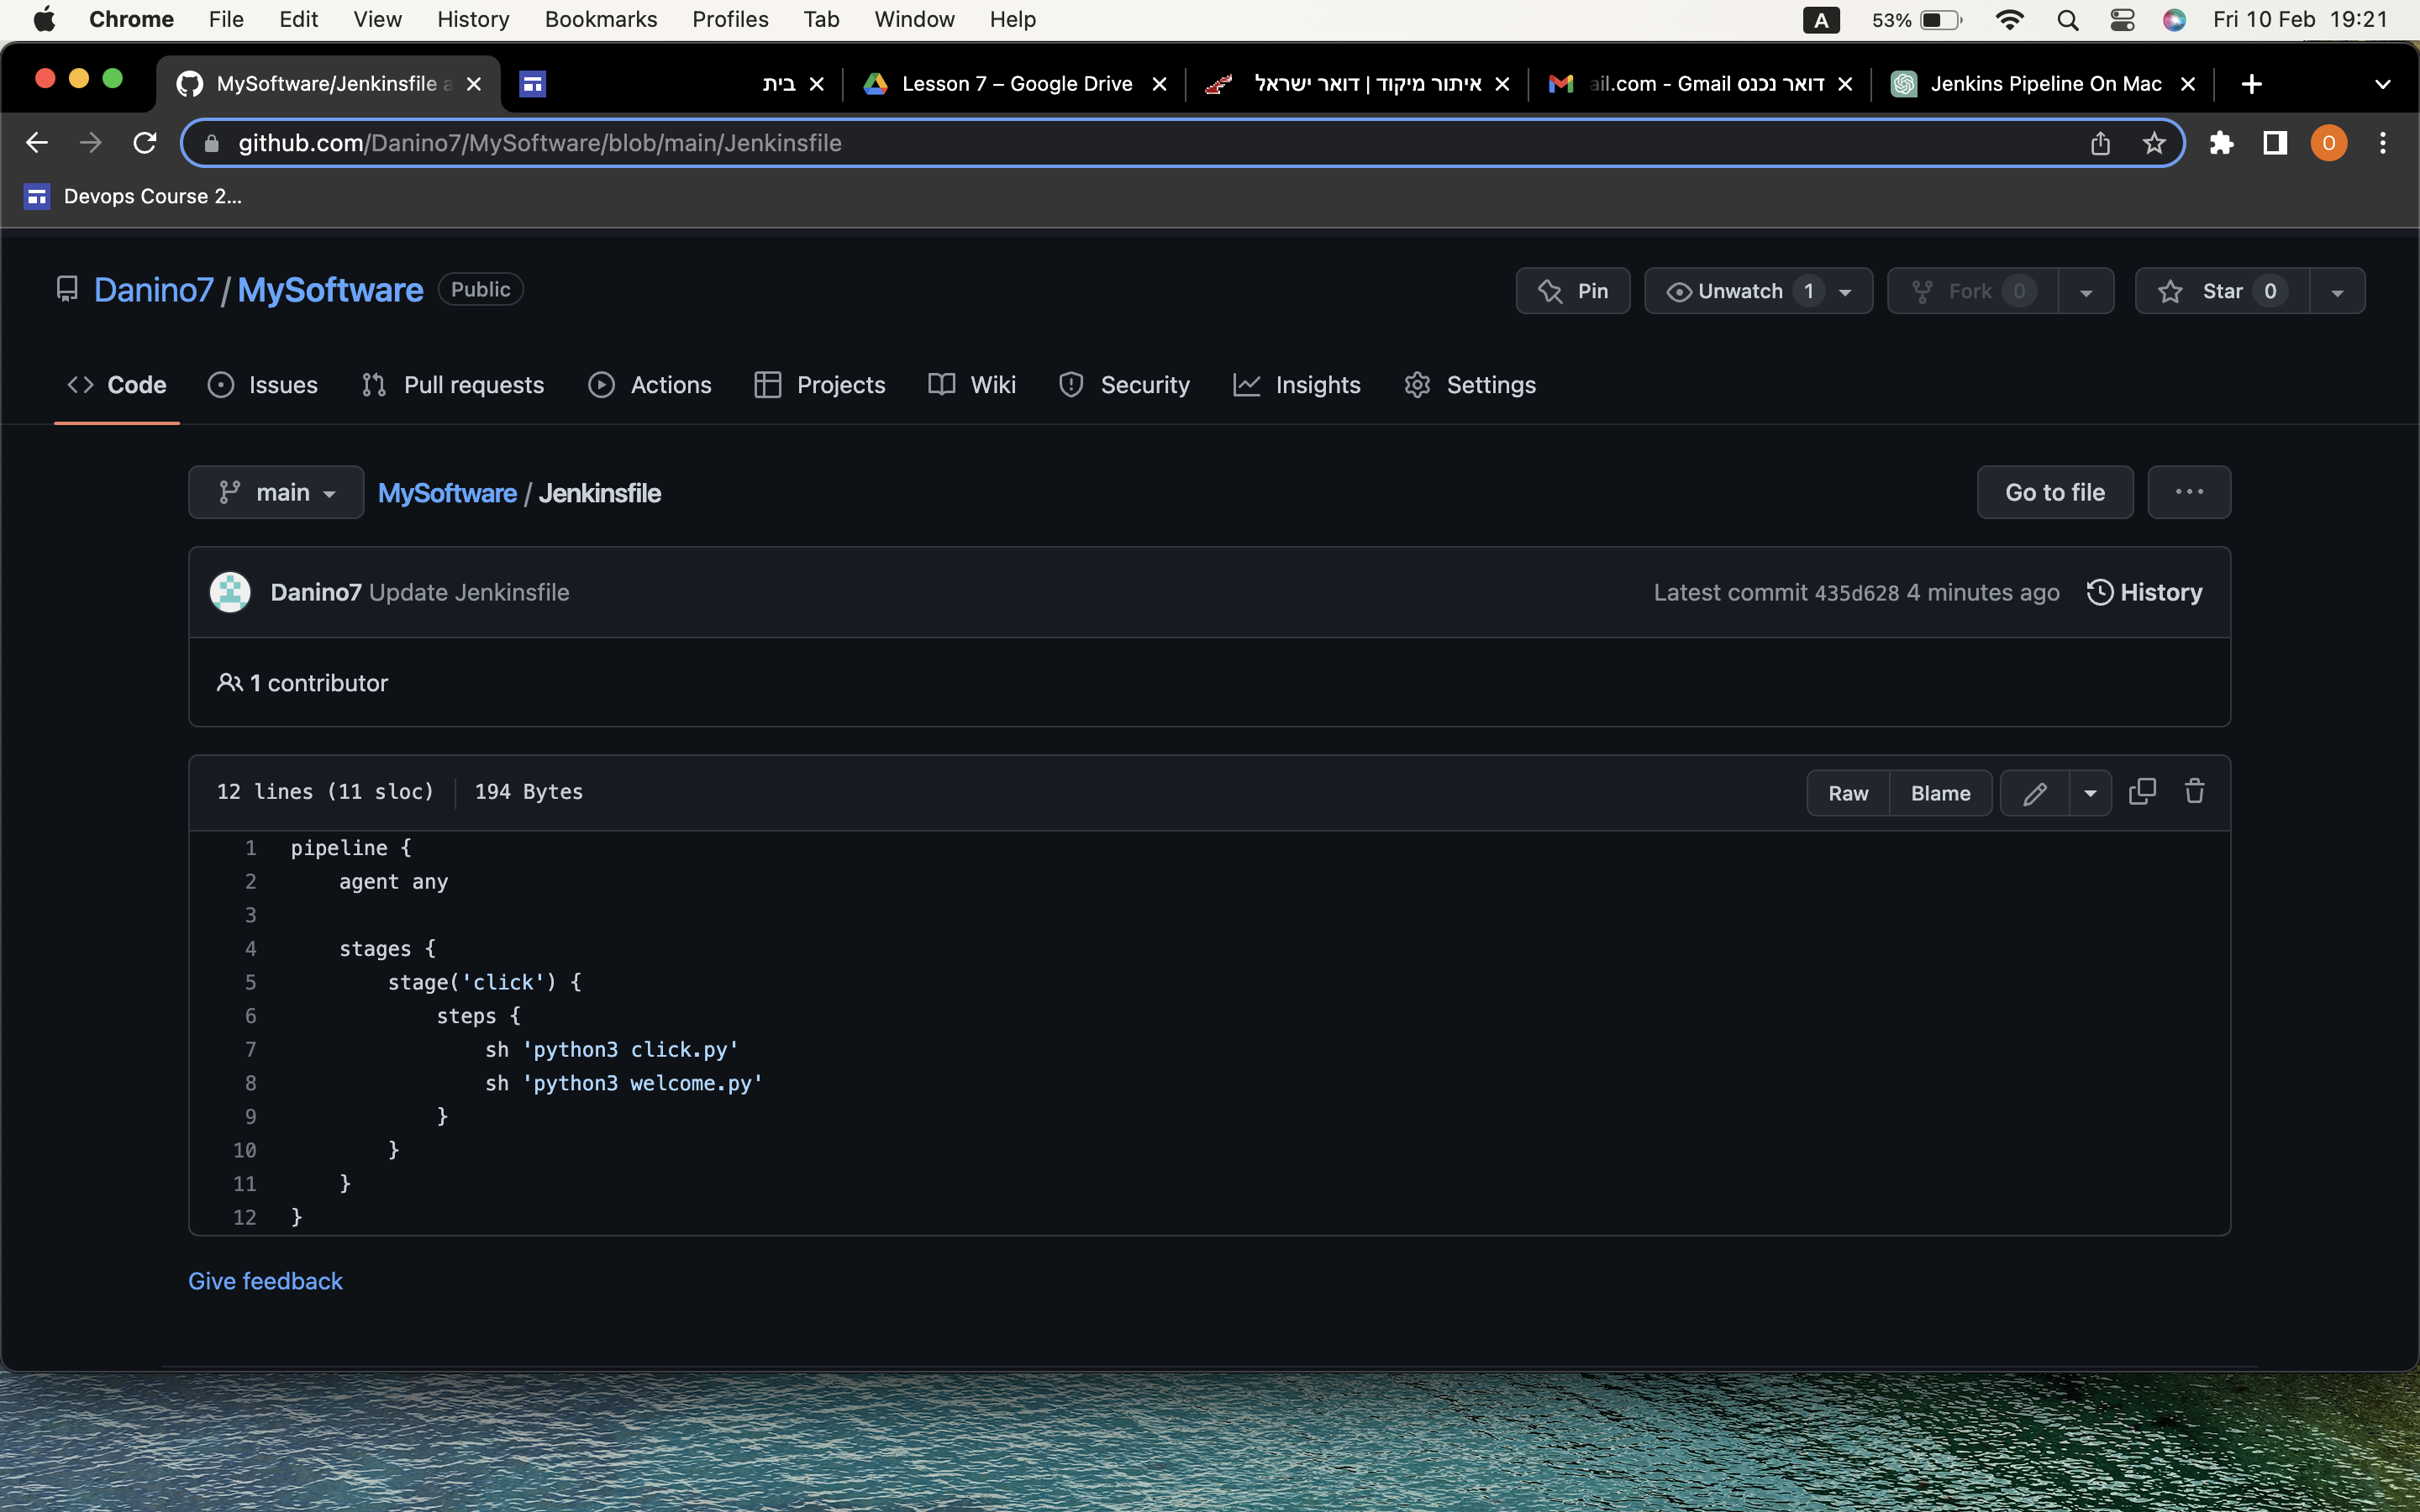 Chrome File Edit View History Bookmarks Profiles Tab Window Help A 53% Fri 10 Feb 19:21
MySoftware/Jenkinsfile a בית Lesson 7 – Google Drive איתור מיקוד | דואר ישראל ail.com - Gmail דואר נכנס Jenkins Pipeline On Mac
github.com/Danino7/MySoftware/blob/main/Jenkinsfile O
Devops Course 2...
Danino7 / MySoftware Public Pin Unwatch 1 Fork 0 Star 0
Code Issues Pull requests Actions Projects Wiki Security Insights Settings
main MySoftware / Jenkinsfile Go to file ...
Danino7 Update Jenkinsfile Latest commit 435d628 4 minutes ago History
1 contributor
12 lines (11 sloc) 194 Bytes Raw Blame
1 pipeline {
2 agent any
3
4 stages {
5 stage('click') {
6 steps {
7 sh 'python3 click.py'
8 sh 'python3 welcome.py'
9 }
10 }
11 }
12 }
Give feedback